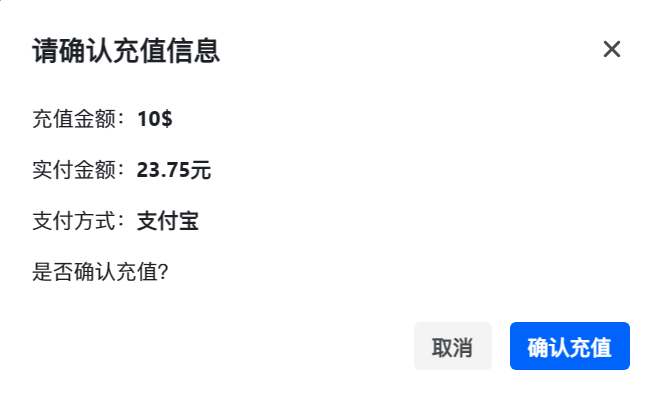 请确认充值信息
充值金额：10$
实付金额：23.75元
支付方式：支付宝
是否确认充值?
取消
确认充值